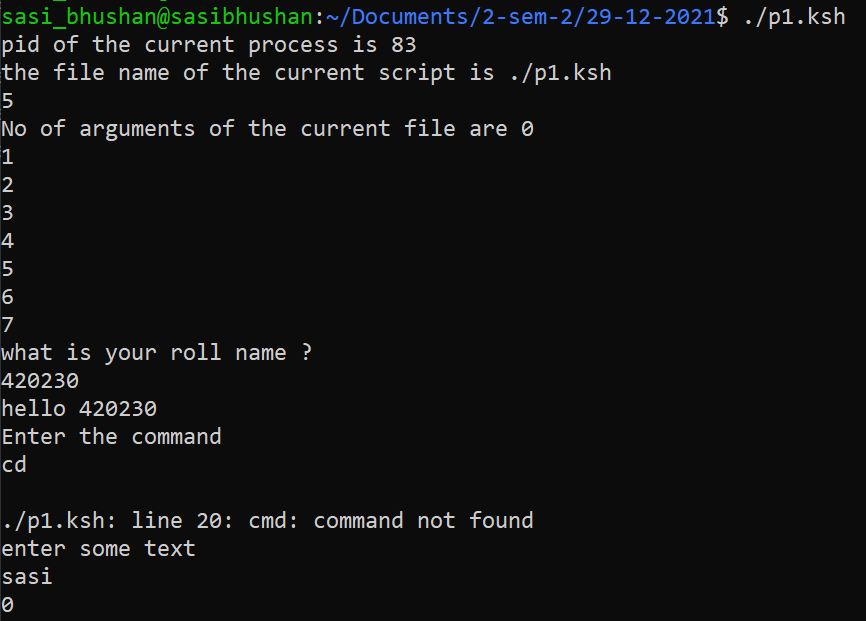 sasi_bhushan@sasibhushan:~/Documents/2-sem-2/29-12-2021$ ./p1.ksh
pid of the current process is 83
the file name of the current script is ./p1.ksh
5
No of arguments of the current file are 0
1
2
3
4
5
6
7
what is your roll name ?
420230
hello 420230
Enter the command
cd
./p1.ksh: line 20: cmd: command not found
enter some text
sasi
0